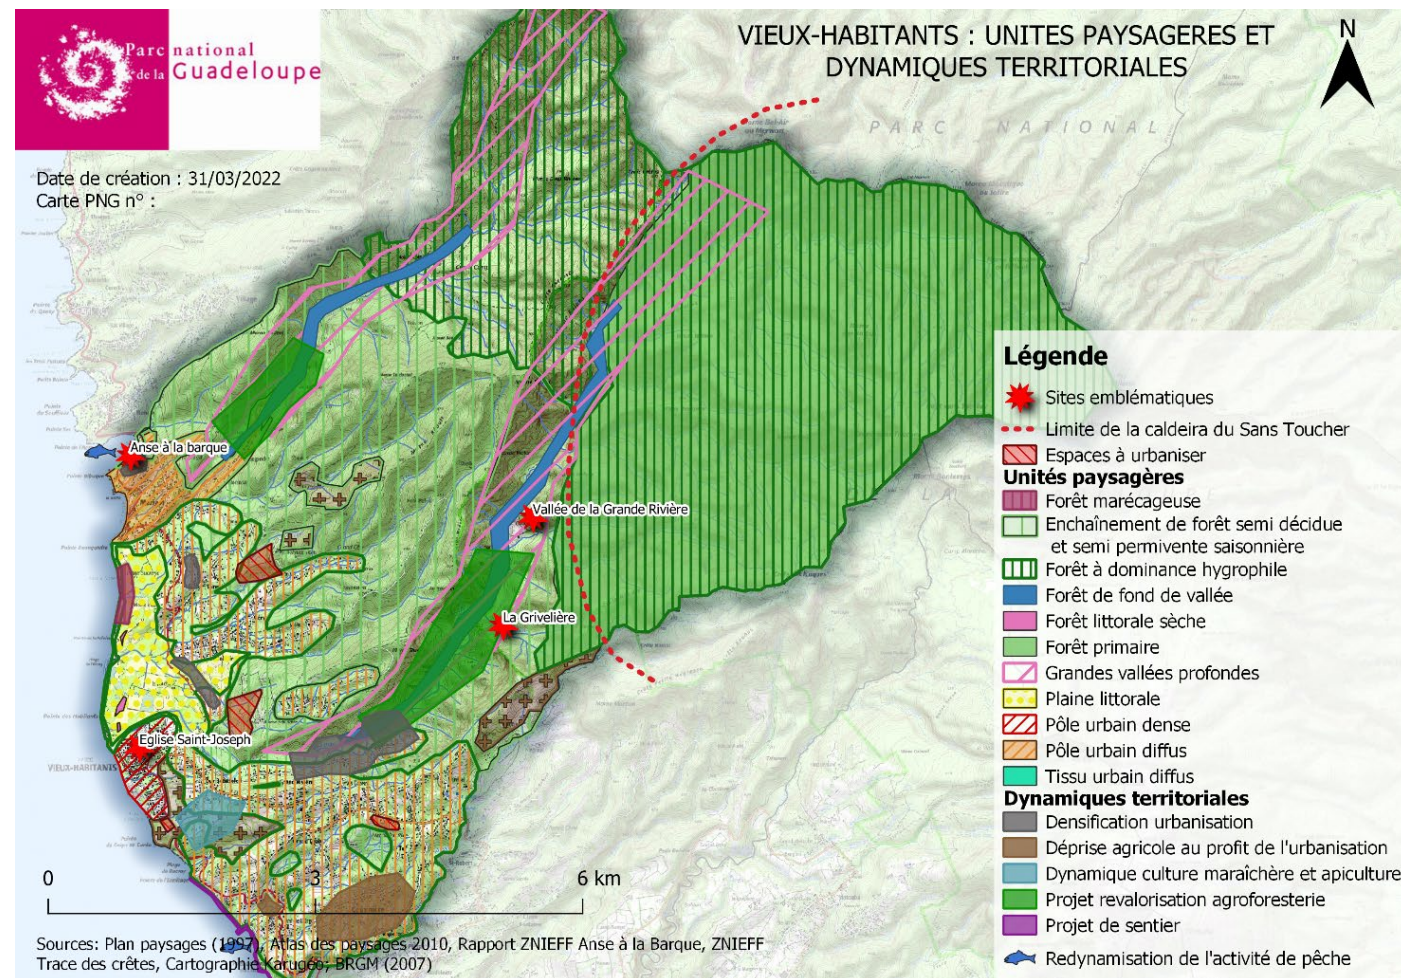 Parc national
de la Guadeloupe
VIEUX-HABITANTS : UNITES PAYSAGERES ET
DYNAMIQUES TERRITORIALES
N
PARC NATIONAL
Date de création : 31/03/2022
Carte PNG n° :
Anse à la barque
Vallée de la Grande Rivière
La Grivelière
Eglise Saint-Joseph
VIEUX-HABITANTS
Légende
Sites emblématiques
Limite de la caldeira du Sans Toucher
Espaces à urbaniser
Unités paysagères
Forêt marécageuse
Enchaînement de forêt semi décidue
et semi permivente saisonnière
Forêt à dominance hygrophile
Forêt de fond de vallée
Forêt littorale sèche
Forêt primaire
Grandes vallées profondes
Plaine littorale
Pôle urbain dense
Pôle urbain diffus
Tissu urbain diffus
Dynamiques territoriales
Densification urbanisation
Déprise agricole au profit de l'urbanisation
Dynamique culture maraîchère et apiculture
Projet revalorisation agroforesterie
Projet de sentier
Redynamisation de l'activité de pêche
0 3 6 km
Sources: Plan paysages (1997), Atlas des paysages 2010, Rapport ZNIEFF Anse à la Barque, ZNIEFF
Trace des crêtes, Cartographie Karugéo; BRGM (2007)